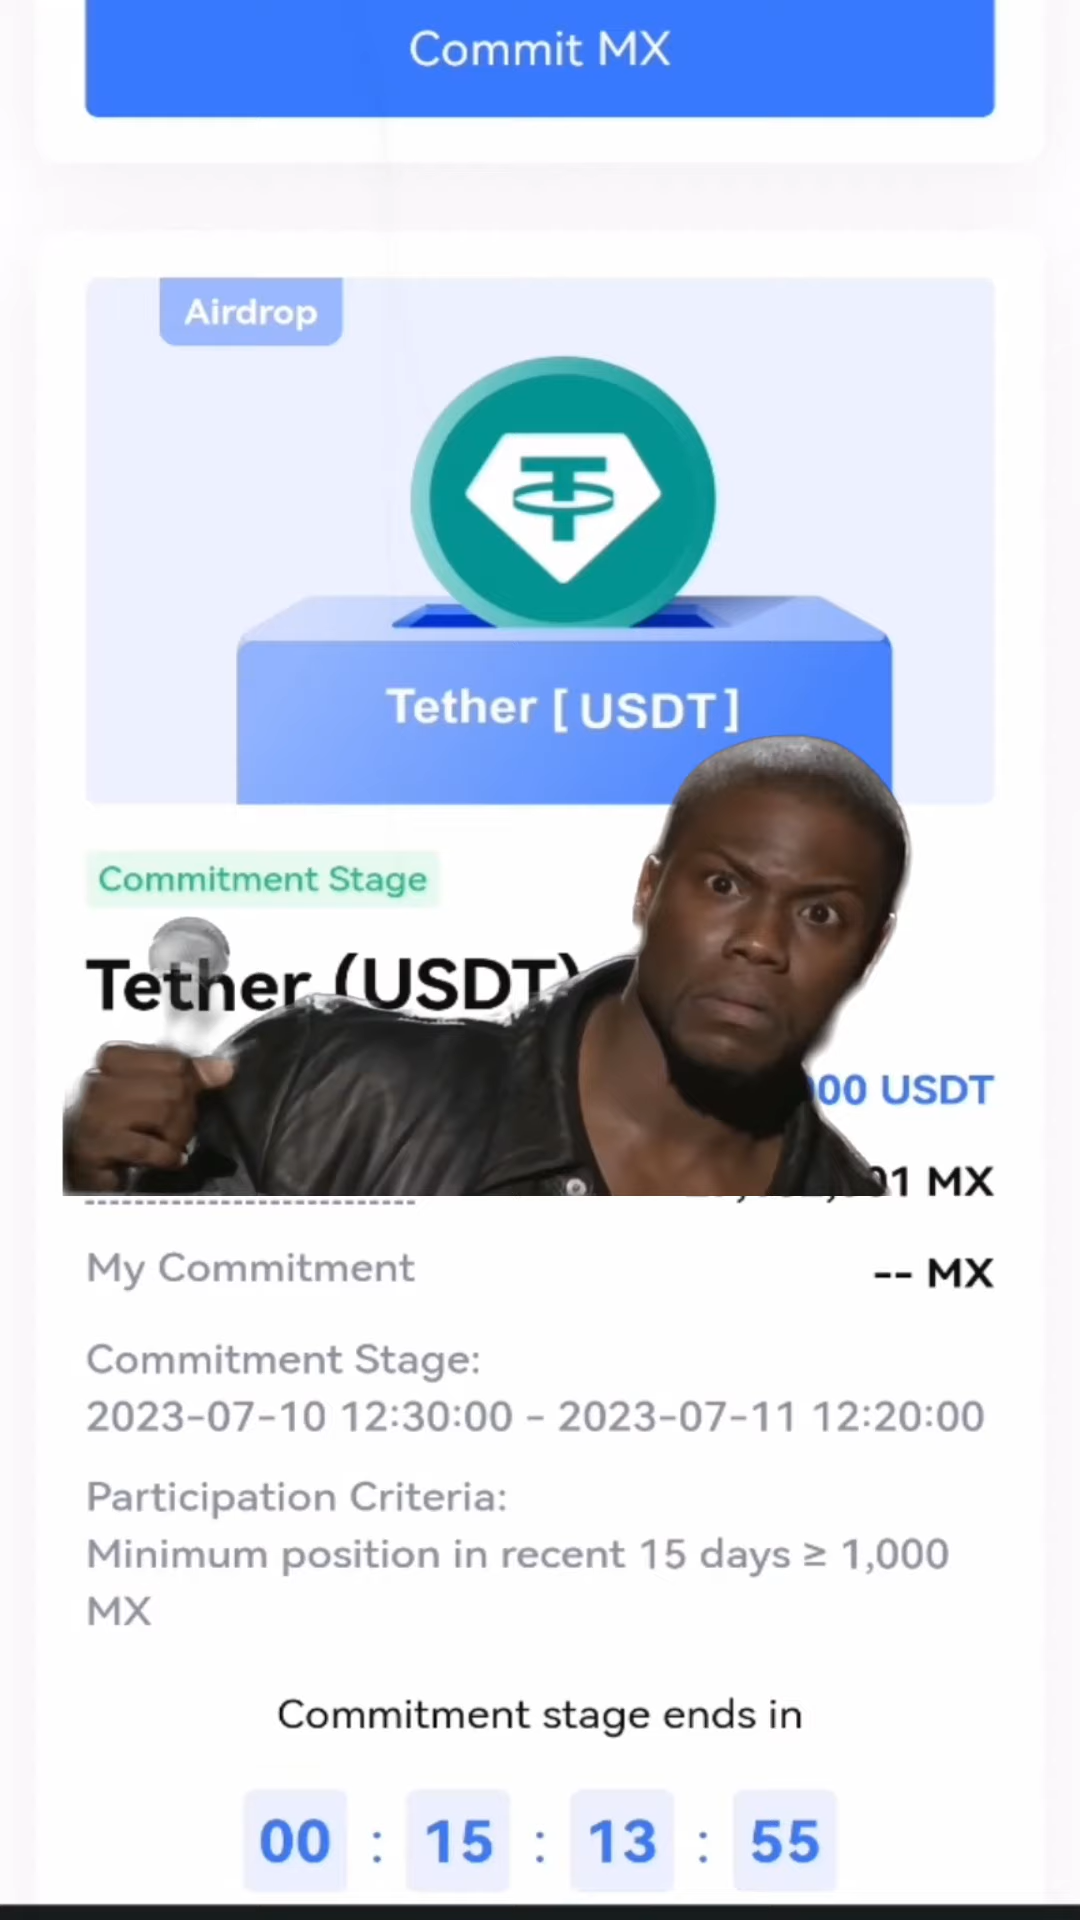 Commit MX
Airdrop
Tether [USDT]
Commitment Stage
Tether (USDT)
00 USDT
01 MX
My Commitment
-- MX
Commitment Stage:
2023-07-10 12:30:00 - 2023-07-11 12:20:00
Participation Criteria:
Minimum position in recent 15 days ≥ 1,000
MX
Commitment stage ends in
00 : 15 : 13 : 55